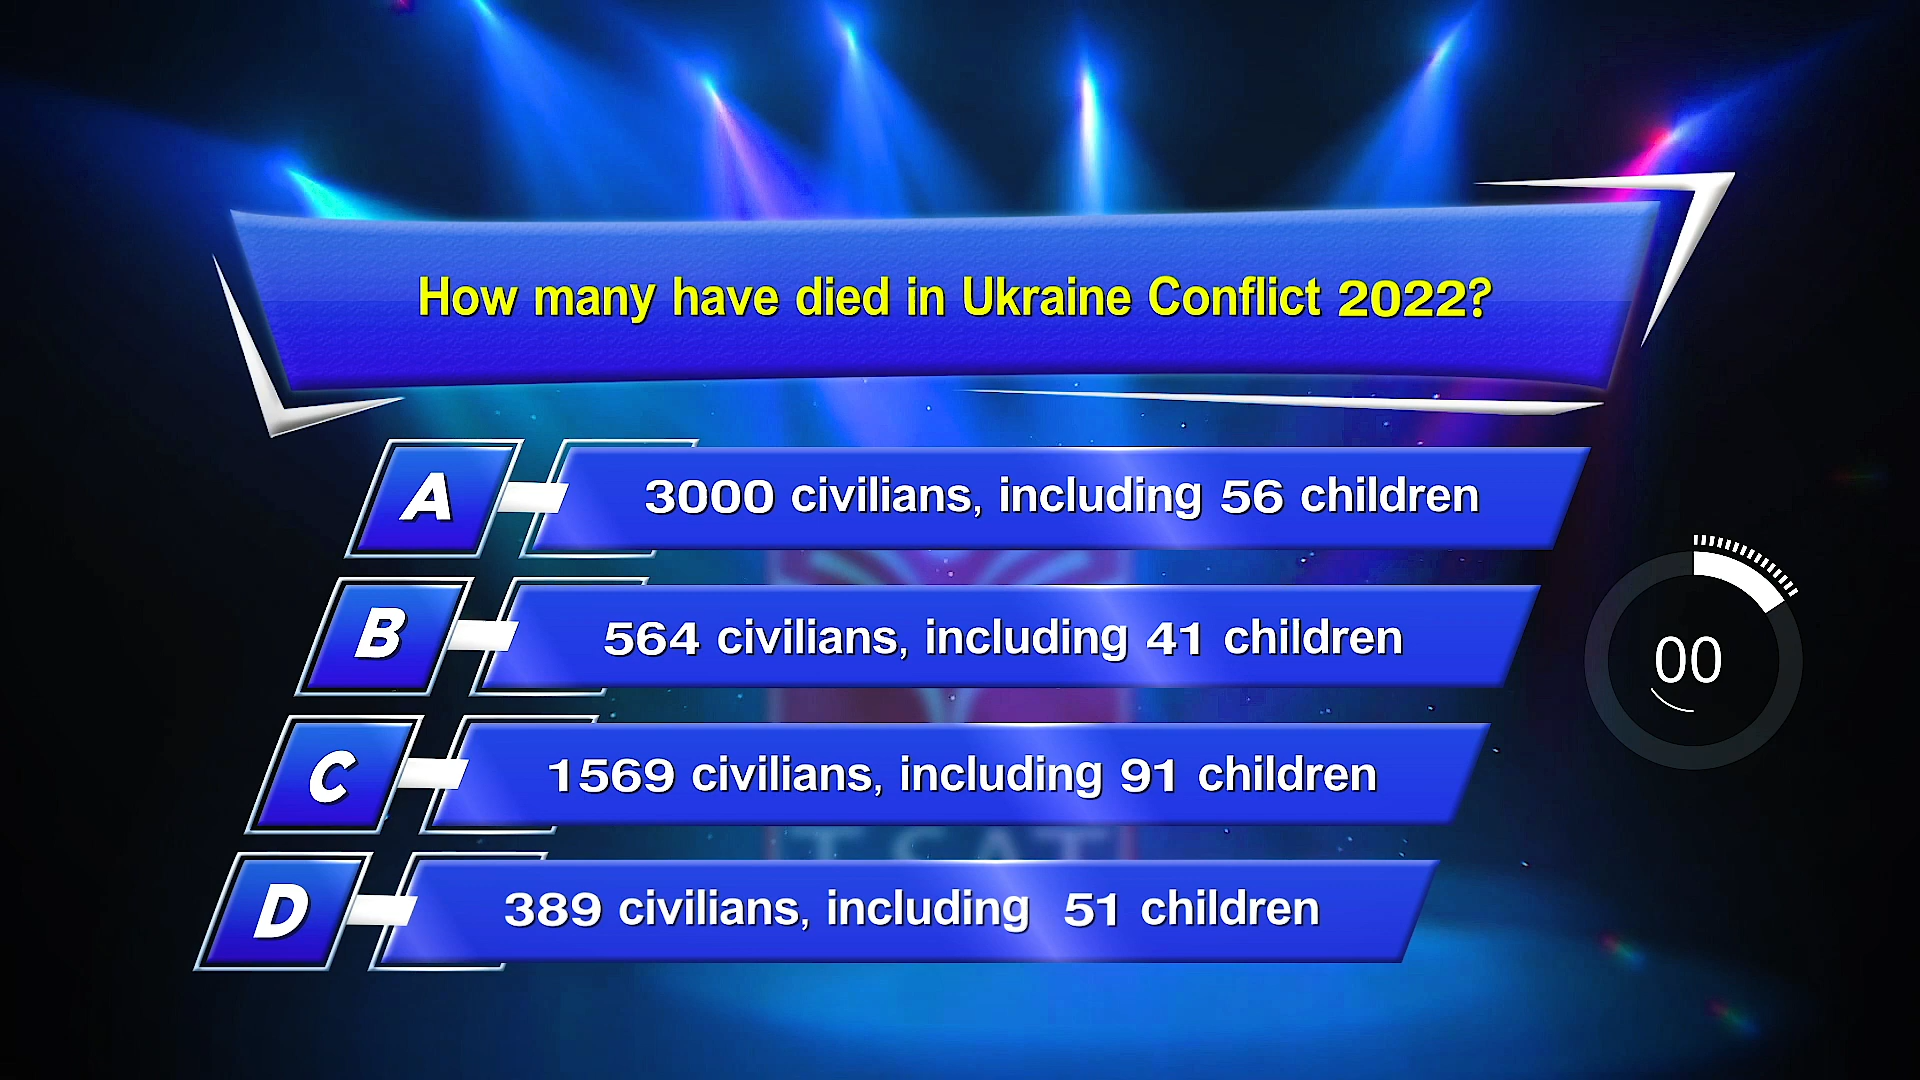 How many have died in Ukraine Conflict 2022?
A 3000 civilians, including 56 children
B 564 civilians, including 41 children
00
C 1569 civilians, including 91 children
T SAT
D 389 civilians, including 51 children